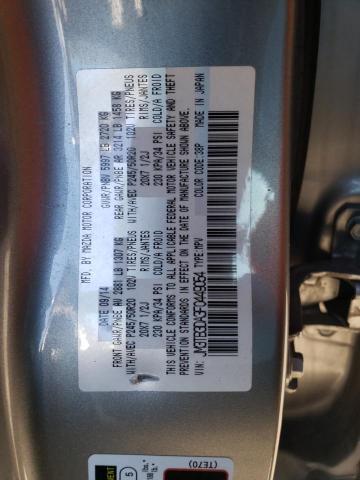 MFD. BY MAZDA MOTOR CORPORATION
DATE: 09/14 GVWR/PNBV 5997 LB 2720 KG
FRONT GAWR/PNBE AV 2881 LB 1307 KG REAR GAWR/PNBE AR 3214 LB 1458 KG
WITH/AVEC P245/50R20 102V TIRES/PNEUS WITH/AVEC P245/50R20 102V TIRES/PNEUS
20X7 1/2J RIMS/JANTES 20X7 1/2J RIMS/JANTES
230 KPA/34 PSI COLD/A FROID 230 KPA/34 PSI COLD/A FROID
THIS VEHICLE CONFORMS TO ALL APPLICABLE FEDERAL MOTOR VEHICLE SAFETY AND THEFT
PREVENTION STANDARDS IN EFFECT ON THE DATE OF MANUFACTURE SHOWN ABOVE.
VIN: TYPE: MPV COLOR CODE: 38P MADE IN JAPAN
(TE70)
5